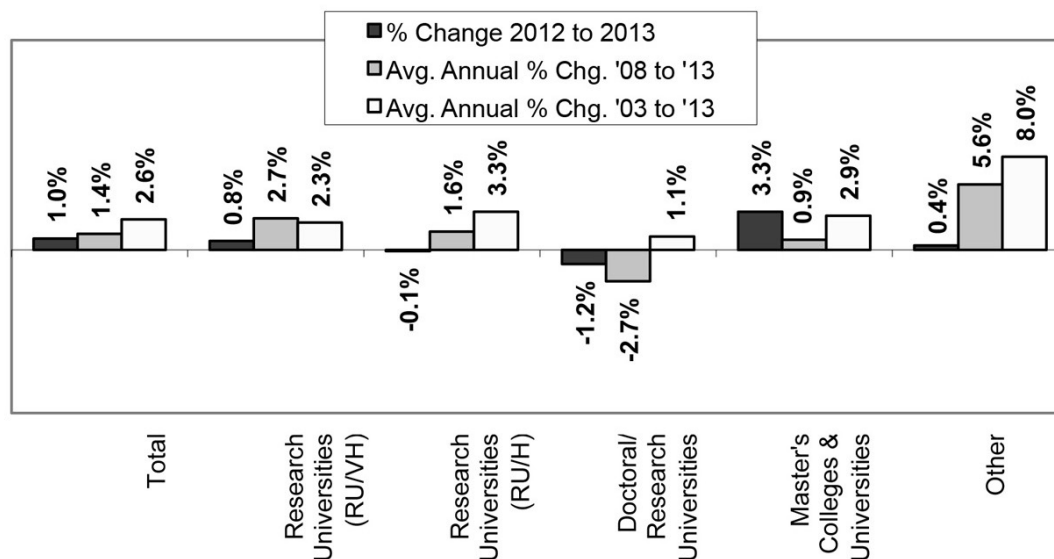 % Change 2012 to 2013
Avg. Annual % Chg. '08 to '13
Avg. Annual % Chg. '03 to '13
1.0%
1.4%
2.6%
0.8%
2.7%
2.3%
-0.1%
1.6%
3.3%
-1.2%
-2.7%
1.1%
3.3%
0.9%
2.9%
0.4%
5.6%
8.0%
Total
Research
Universities
(RU/VH)
Research
Universities
(RU/H)
Doctoral/
Research
Universities
Master's
Colleges &
Universities
Other